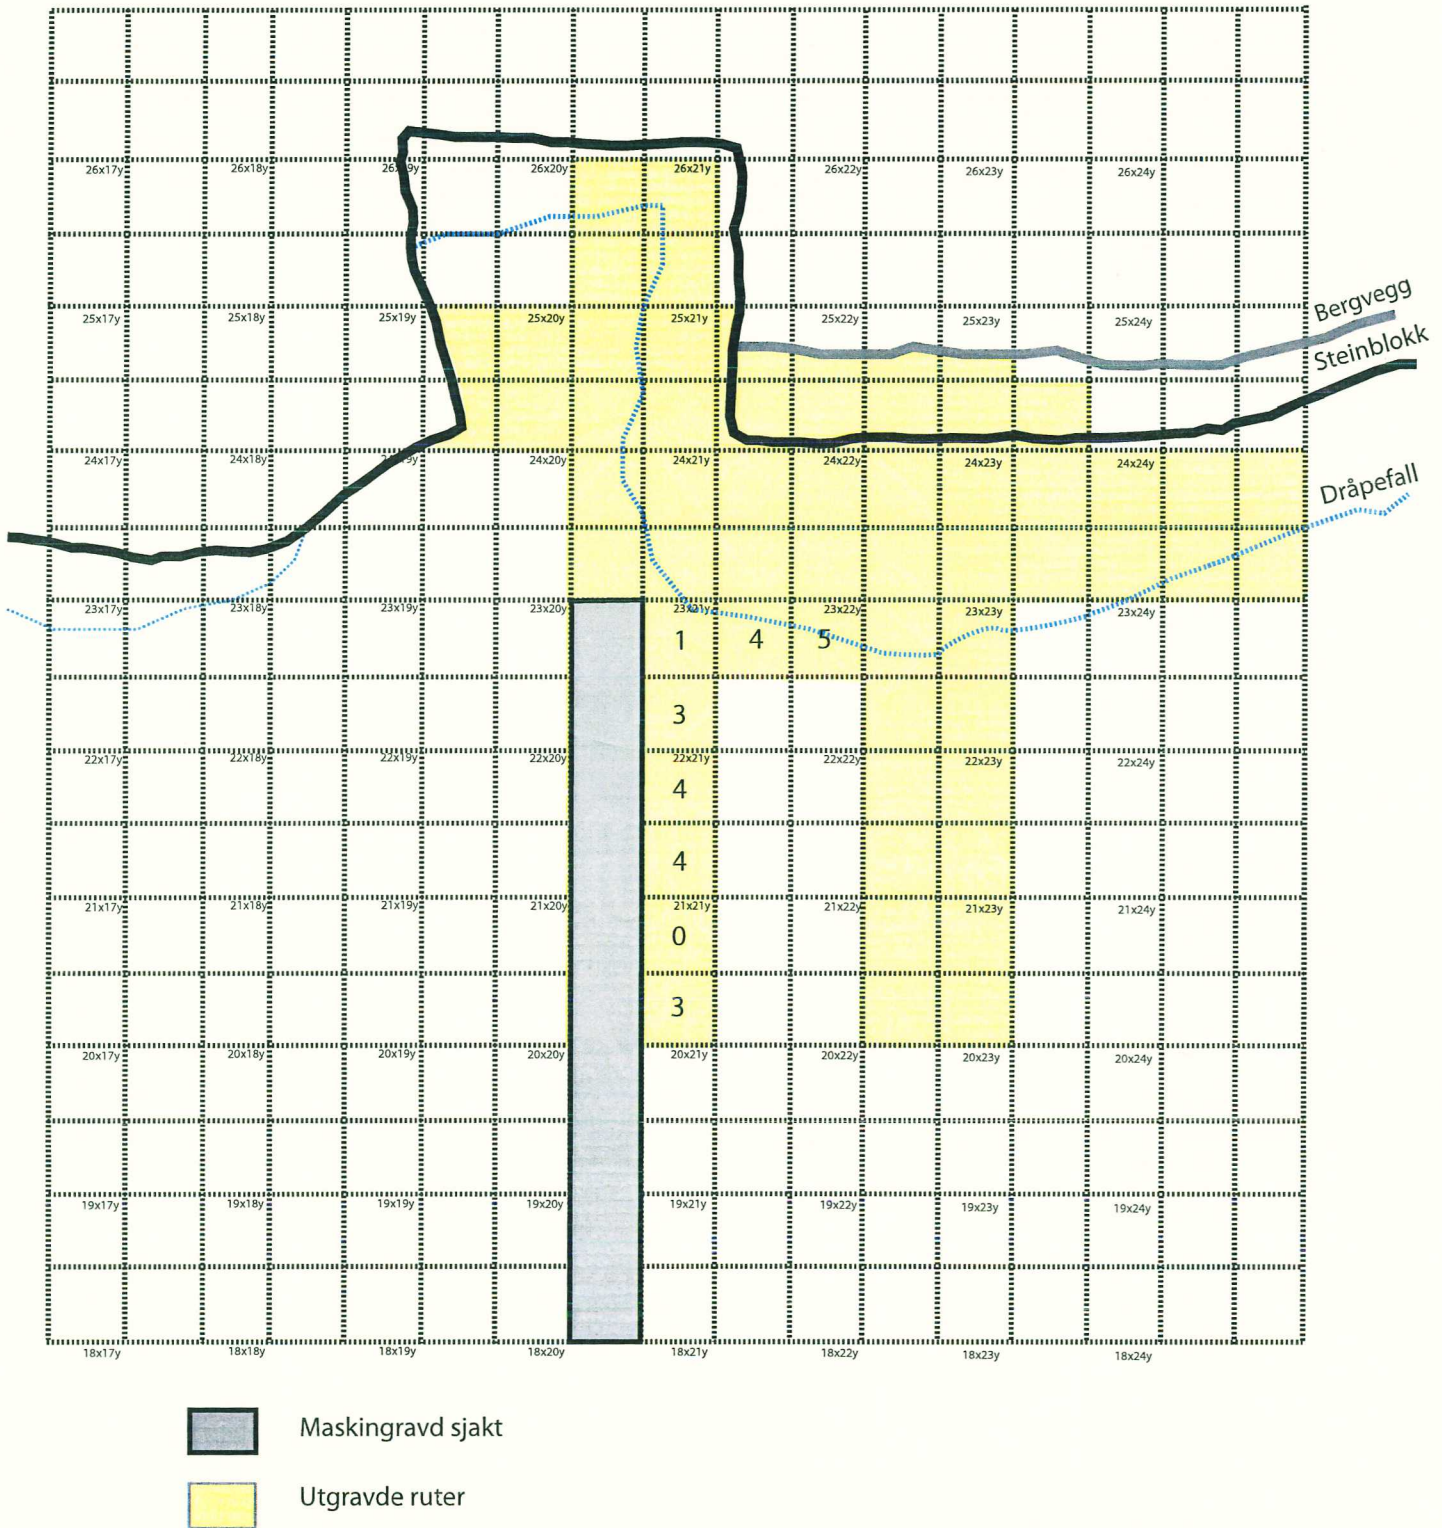 26x17y 26x18y 26x19y 26x20y 26x21y 26x22y 26x23y 26x24y
Bergvegg
25x17y 25x18y 25x19y 25x20y 25x21y 25x22y 25x23y 25x24y
Steinblokk
24x17y 24x18y 24x19y 24x20y 24x21y 24x22y 24x23y 24x24y
Dråpefall
23x17y 23x18y 23x19y 23x20y 23x21y 23x22y 23x23y 23x24y
1 4 5
3
22x17y 22x18y 22x19y 22x20y 22x21y 22x22y 22x23y 22x24y
4
4
21x17y 21x18y 21x19y 21x20y 21x21y 21x22y 21x23y 21x24y
0
3
20x17y 20x18y 20x19y 20x20y 20x21y 20x22y 20x23y 20x24y
19x17y 19x18y 19x19y 19x20y 19x21y 19x22y 19x23y 19x24y
18x17y 18x18y 18x19y 18x20y 18x21y 18x22y 18x23y 18x24y
Maskingravd sjakt
Utgravde ruter